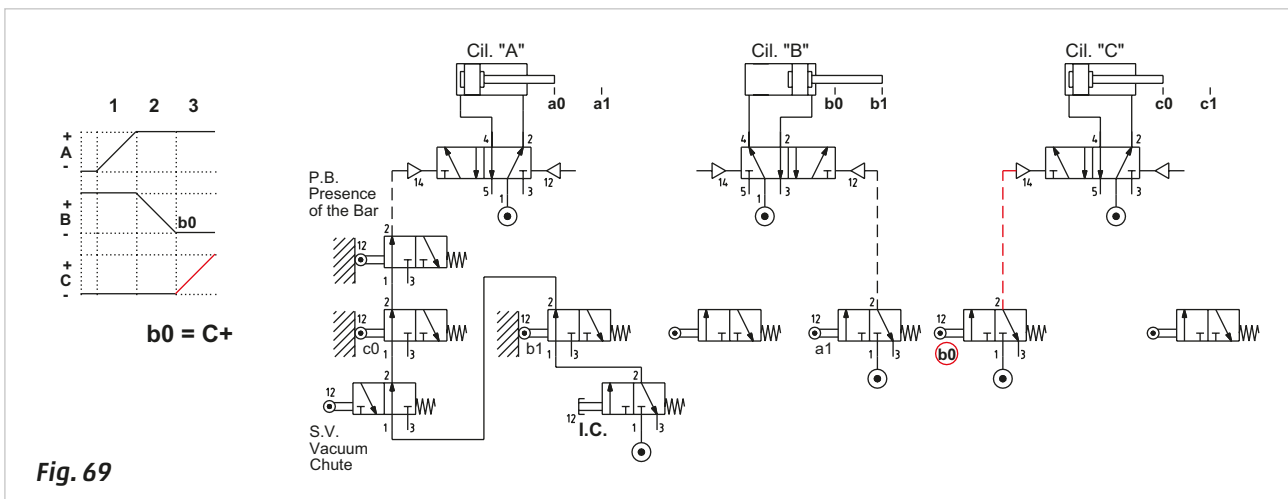 Cil. "A" Cil. "B" Cil. "C"
1 2 3
a0 a1 b0 b1 c0 c1
+
A
-
+
B
-
b0
+
C
-
b0 = C+
4 2 4 2 4 2
14 12 14 12 14 12
5 1 3 5 1 3 5 1 3
P.B.
Presence
of the Bar
2
12
1 3
2 2 2 2
12 12 12 12 12 12
c0 b1 a1 b0
1 3 1 3 1 3 1 3
2 2
12
1 3
12 I.C. 1 3
S.V.
Vacuum
Chute
Fig. 69